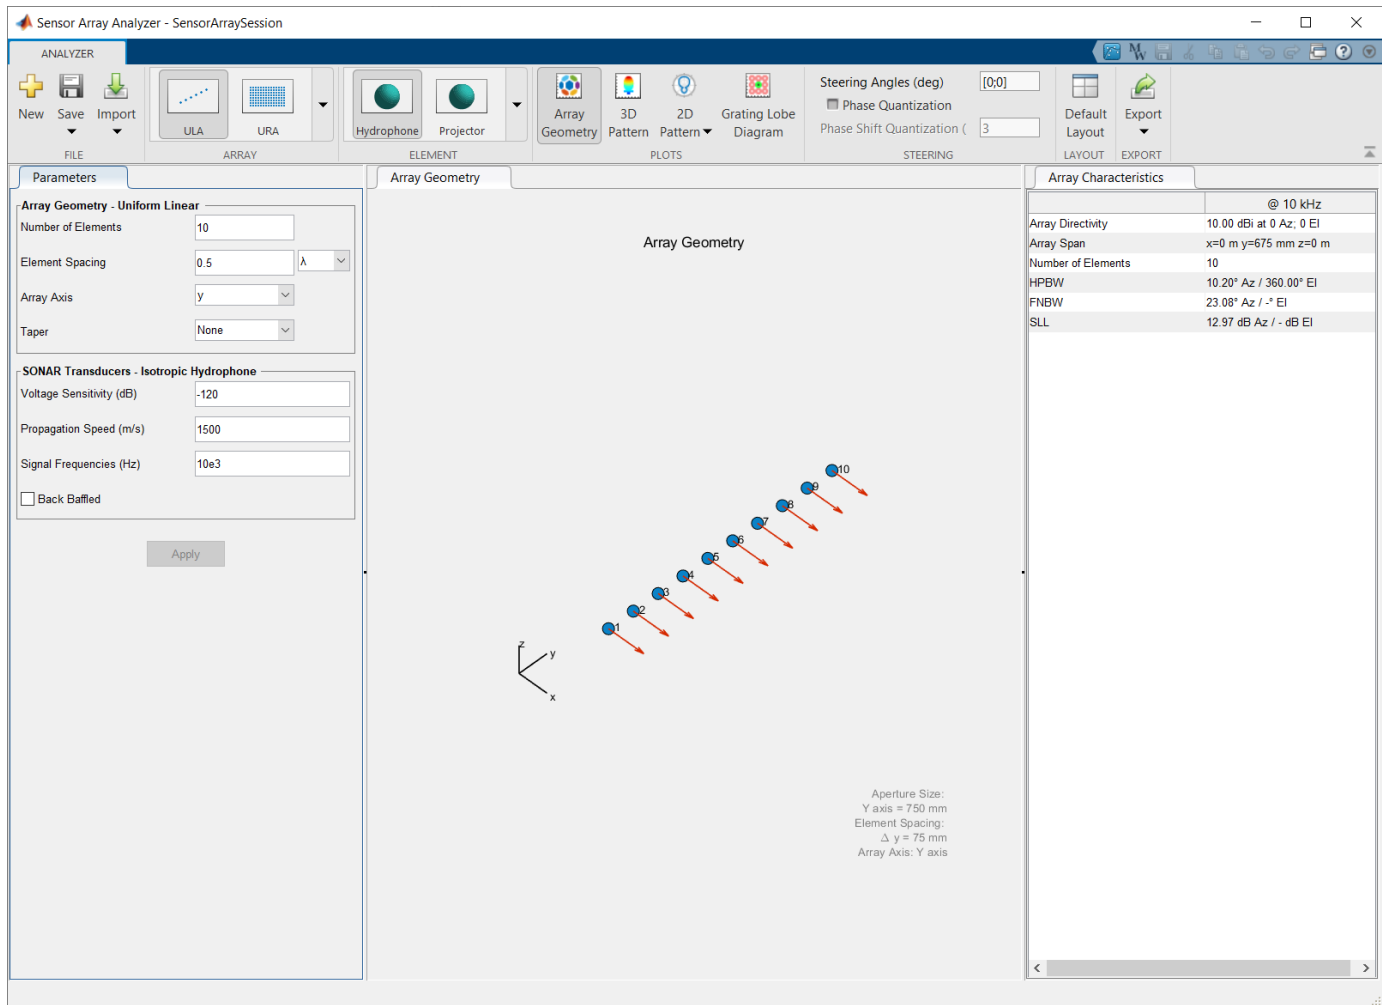 Sensor Array Analyzer - SensorArraySession
ANALYZER
New
Save
Import
FILE
ULA
URA
ARRAY
Hydrophone
Projector
ELEMENT
Array Geometry
3D Pattern
2D Pattern
Grating Lobe Diagram
PLOTS
Steering Angles (deg)
[0;0]
Phase Quantization
Phase Shift Quantization (
3
STEERING
Default Layout
LAYOUT
Export
EXPORT
Parameters
Array Geometry - Uniform Linear
Number of Elements
10
Element Spacing
0.5
λ
Array Axis
y
Taper
None
SONAR Transducers - Isotropic Hydrophone
Voltage Sensitivity (dB)
-120
Propagation Speed (m/s)
1500
Signal Frequencies (Hz)
10e3
Back Baffled
Apply
Array Geometry
Array Geometry
10
9
8
7
6
5
4
3
2
1
z
y
x
Aperture Size:
Y axis = 750 mm
Element Spacing:
Δ y = 75 mm
Array Axis: Y axis
Array Characteristics
@ 10 kHz
Array Directivity 10.00 dBi at 0 Az; 0 El
Array Span x=0 m y=675 mm z=0 m
Number of Elements 10
HPBW 10.20° Az / 360.00° El
FNBW 23.08° Az / -° El
SLL 12.97 dB Az / - dB El